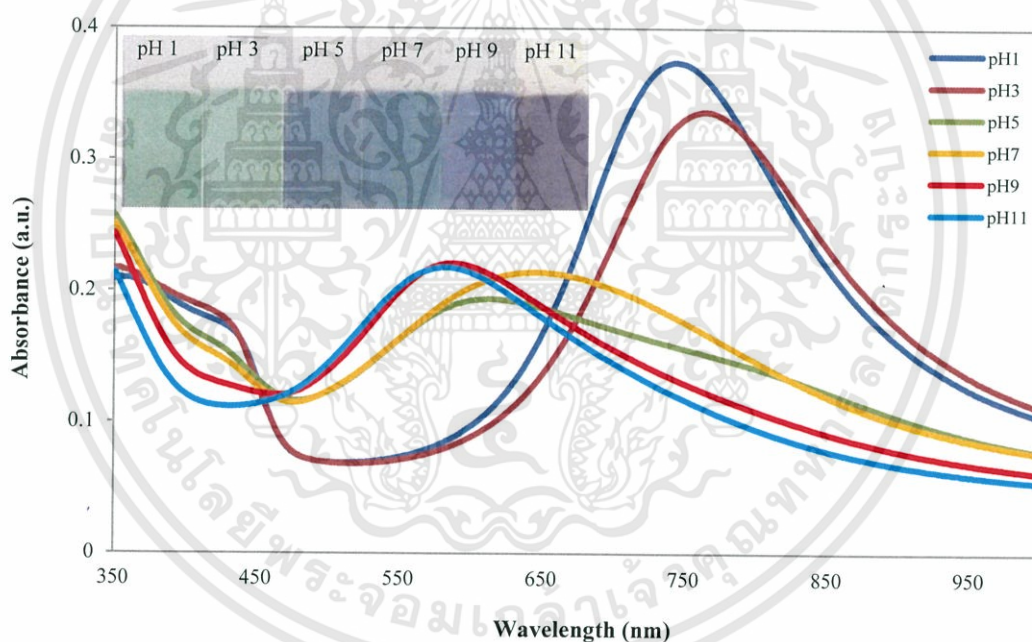 0.4
0.3
0.2
0.1
0
Absorbance (a.u.)
pH 1 pH 3 pH 5 pH 7 pH 9 pH 11
pH1
pH3
pH5
pH7
pH9
pH11
350 450 550 650 750 850 950
Wavelength (nm)